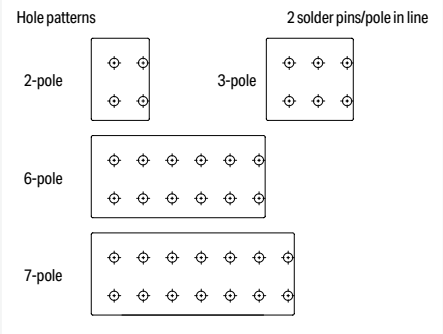 Hole patterns
2 solder pins/pole in line
2-pole
3-pole
6-pole
7-pole